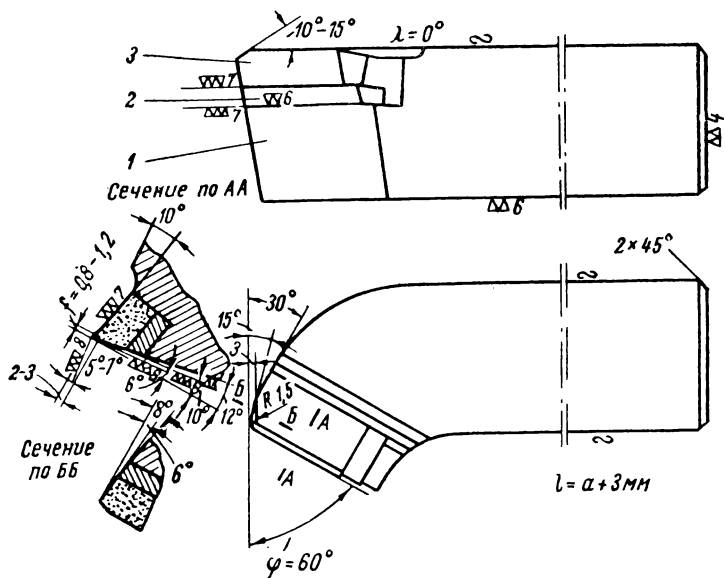 10°-15°
λ=0°
3
7
2
6
7
1
4
6
Сечение по АА
10°
f=0,8-1,2
7
8
2-3
5°-7°
6°
10°
12°
Б
30°
15°
3
R 1,5
Б
А
А
2×45°
8°
6°
Сечение
по ББ
l=a+3мм
φ=60°